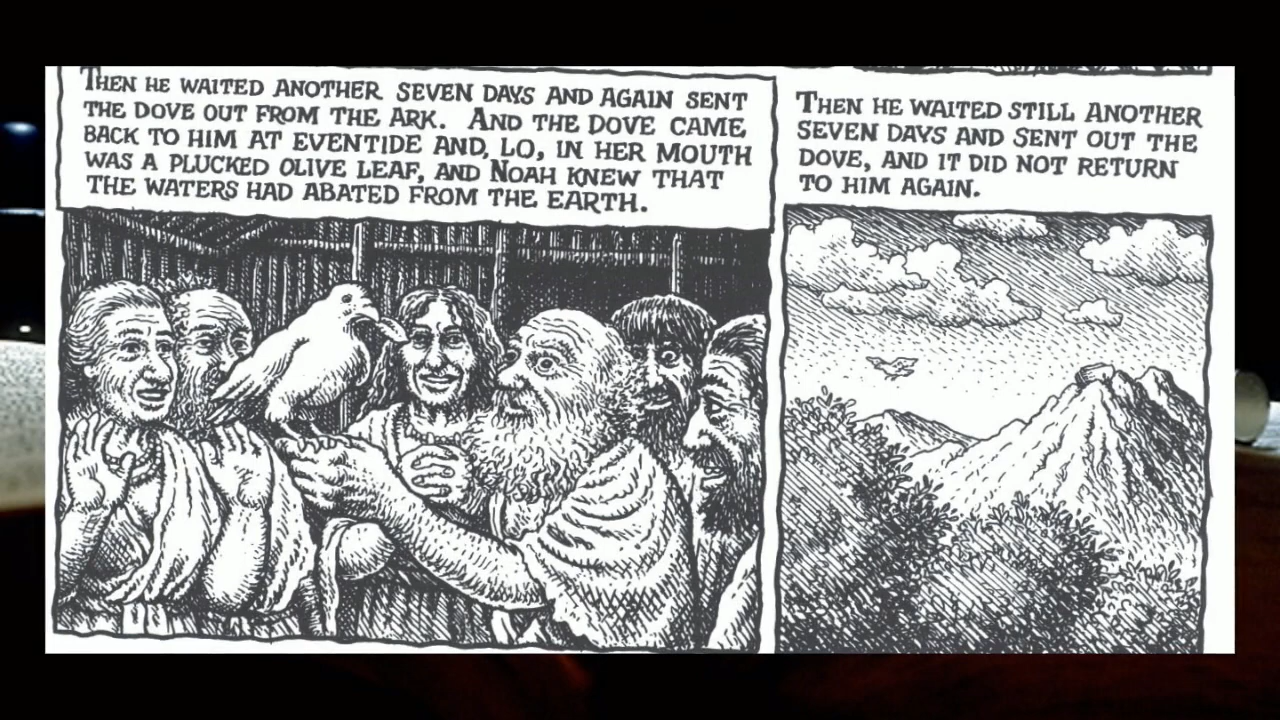 THEN HE WAITED ANOTHER SEVEN DAYS AND AGAIN SENT
THE DOVE OUT FROM THE ARK. AND THE DOVE CAME
BACK TO HIM AT EVENTIDE AND, LO, IN HER MOUTH
WAS A PLUCKED OLIVE LEAF, AND NOAH KNEW THAT
THE WATERS HAD ABATED FROM THE EARTH.
THEN HE WAITED STILL ANOTHER
SEVEN DAYS AND SENT OUT THE
DOVE, AND IT DID NOT RETURN
TO HIM AGAIN.